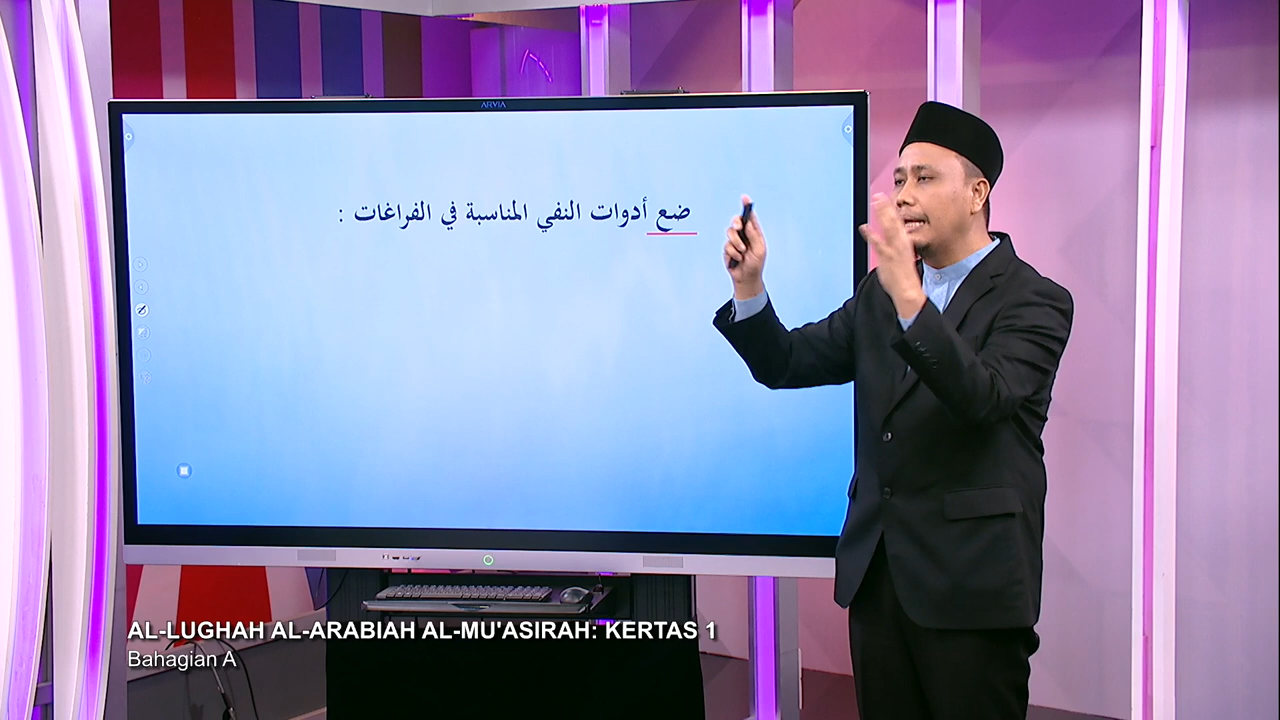 ARVIA
ضع أدوات النفي المناسبة في الفراغات :
AL-LUGHAH AL-ARABIAH AL-MU'ASIRAH: KERTAS 1
Bahagian A